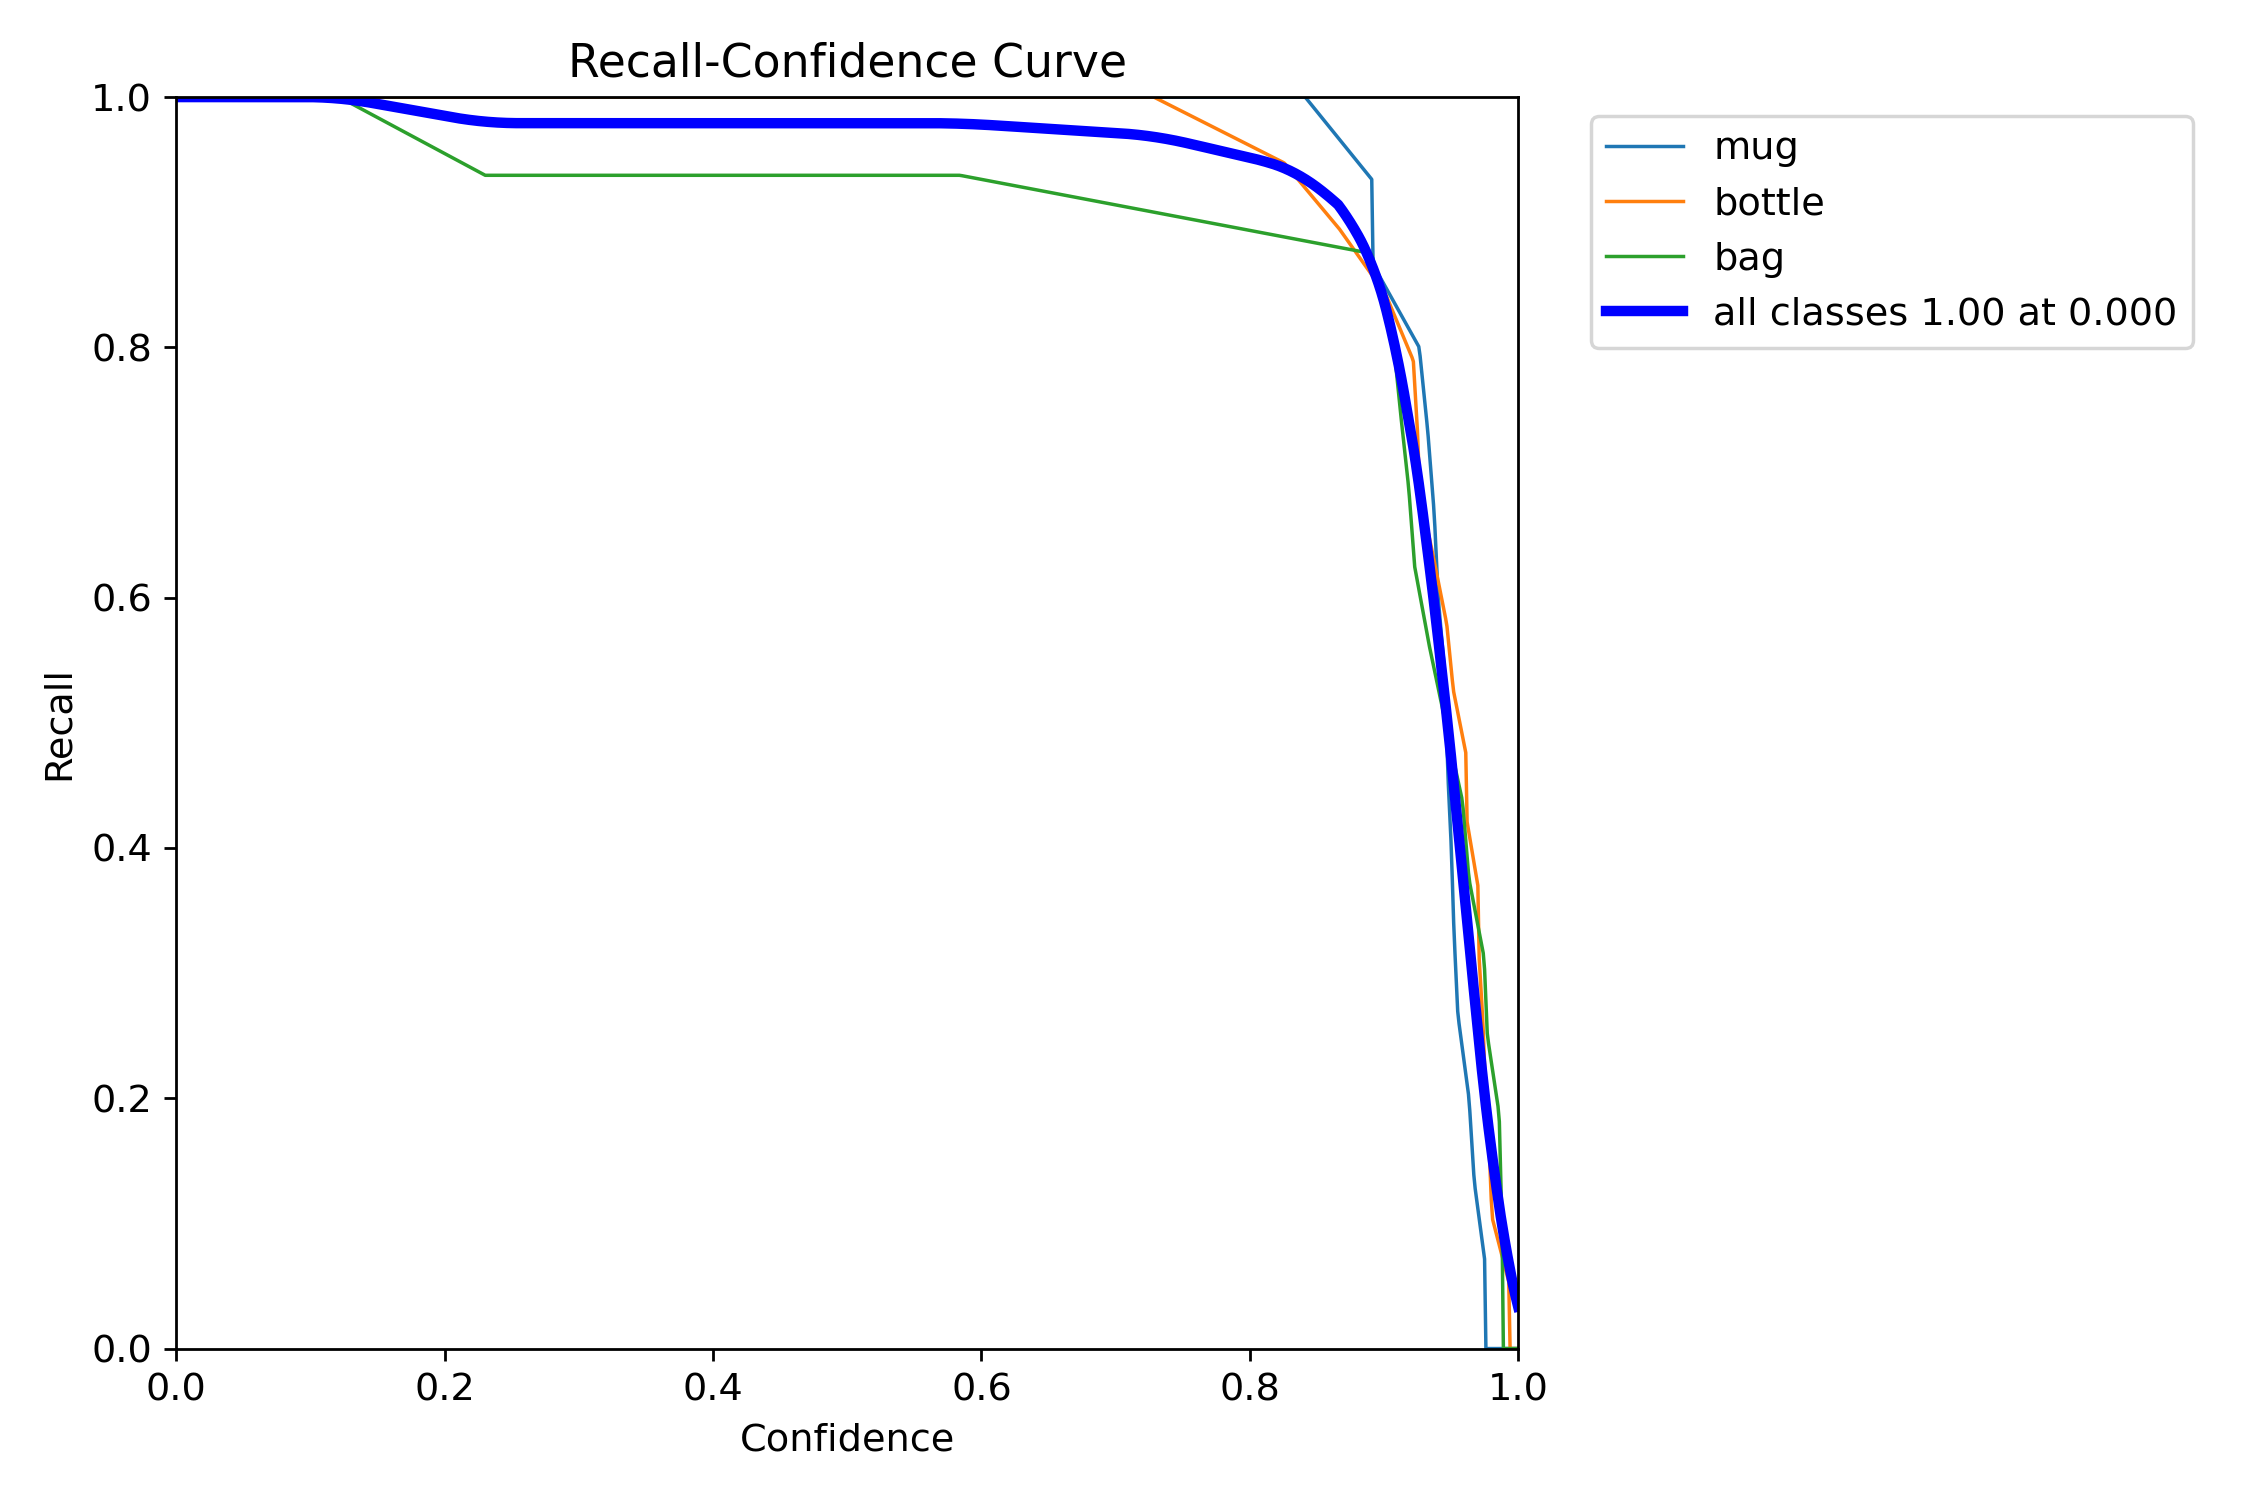 Recall-Confidence Curve
1.0
0.8
0.6
0.4
0.2
0.0
Recall
0.0 0.2 0.4 0.6 0.8 1.0
Confidence
mug
bottle
bag
all classes 1.00 at 0.000